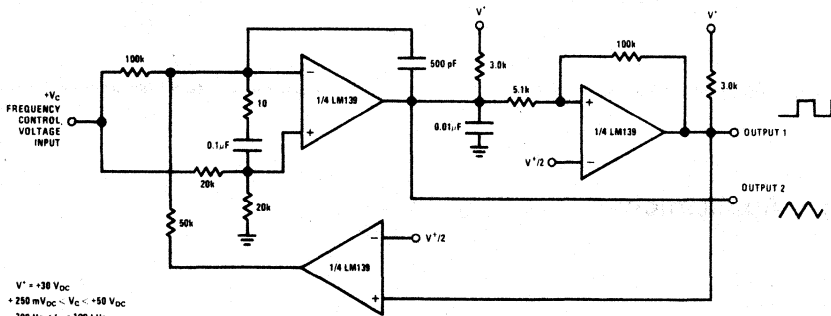 V+
V+
100k
500 pF
3.0k
100k
3.0k
5.1k
+VC
FREQUENCY
CONTROL,
VOLTAGE
INPUT
10
−
1/4 LM139
+
+
1/4 LM139
−
OUTPUT 1
0.1µF
0.01µF
V+/2
20k
OUTPUT 2
20k
50k
−
V+/2
1/4 LM139
+
V+ = +30 VDC
+250 mVDC < VC < +50 VDC